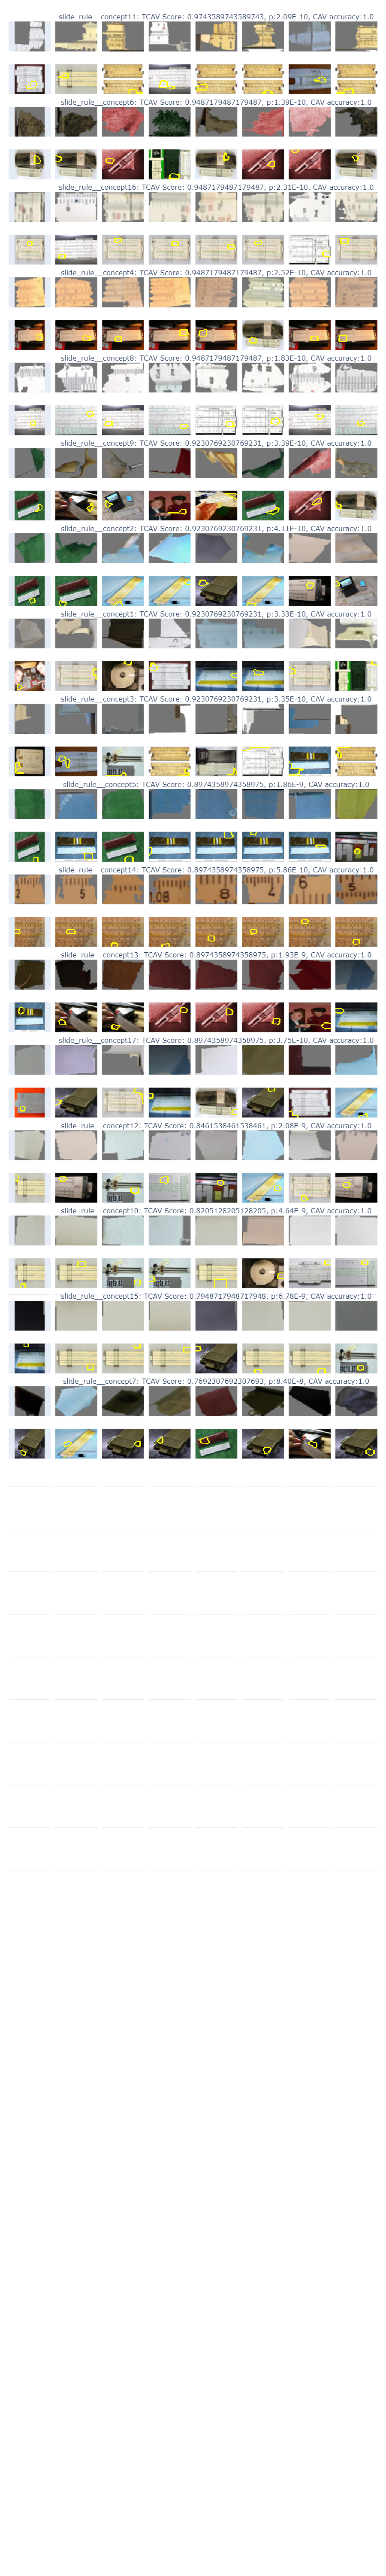 slide_rule__concept11: TCAV Score: 0.9743589743589743, p:2.09E-10, CAV accuracy:1.0
slide_rule__concept6: TCAV Score: 0.9487179487179487, p:1.39E-10, CAV accuracy:1.0
slide_rule__concept16: TCAV Score: 0.9487179487179487, p:2.31E-10, CAV accuracy:1.0
slide_rule__concept4: TCAV Score: 0.9487179487179487, p:2.52E-10, CAV accuracy:1.0
slide_rule__concept8: TCAV Score: 0.9487179487179487, p:1.83E-10, CAV accuracy:1.0
slide_rule__concept9: TCAV Score: 0.9230769230769231, p:3.39E-10, CAV accuracy:1.0
slide_rule__concept2: TCAV Score: 0.9230769230769231, p:4.11E-10, CAV accuracy:1.0
slide_rule__concept1: TCAV Score: 0.9230769230769231, p:3.33E-10, CAV accuracy:1.0
slide_rule__concept3: TCAV Score: 0.9230769230769231, p:3.35E-10, CAV accuracy:1.0
slide_rule__concept5: TCAV Score: 0.8974358974358975, p:1.86E-9, CAV accuracy:1.0
slide_rule__concept14: TCAV Score: 0.8974358974358975, p:5.86E-10, CAV accuracy:1.0
2 5 1.08 8 4 6 5
slide_rule__concept13: TCAV Score: 0.8974358974358975, p:1.93E-9, CAV accuracy:1.0
slide_rule__concept17: TCAV Score: 0.8974358974358975, p:3.75E-10, CAV accuracy:1.0
slide_rule__concept12: TCAV Score: 0.8461538461538461, p:2.08E-9, CAV accuracy:1.0
slide_rule__concept10: TCAV Score: 0.8205128205128205, p:4.64E-9, CAV accuracy:1.0
slide_rule__concept15: TCAV Score: 0.7948717948717948, p:6.78E-9, CAV accuracy:1.0
slide_rule__concept7: TCAV Score: 0.7692307692307693, p:8.40E-8, CAV accuracy:1.0